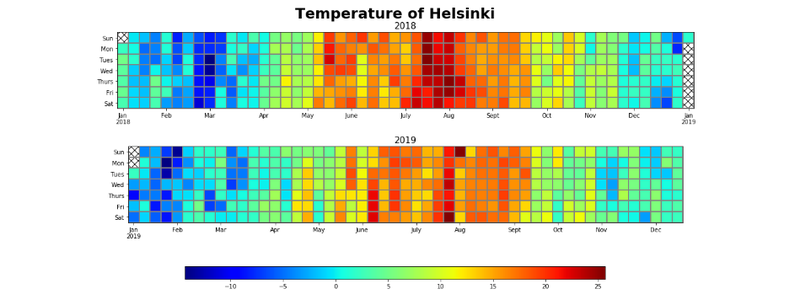 Temperature of Helsinki
2018
Sun
Mon
Tues
Wed
Thurs
Fri
Sat
Jan Feb Mar Apr May June July Aug Sept Oct Nov Dec Jan
2018 2019
2019
Sun
Mon
Tues
Wed
Thurs
Fri
Sat
Jan Feb Mar Apr May June July Aug Sept Oct Nov Dec
2019
−10 −5 0 5 10 15 20 25